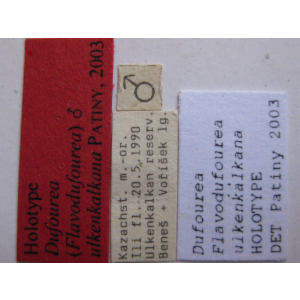 Holotype
Dufourea
(Flavodufourea) ♂
ulkenkalkana PATINY, 2003
♂
Kazachst. m.-or.
Ili fl. 20.5. 1990
Ulkenkalkan reserv.
Beneš + Voříšek lg.
Dufourea
Flavodufourea
ulkenkalkana
HOLOTYPE
DET Patiny 2003